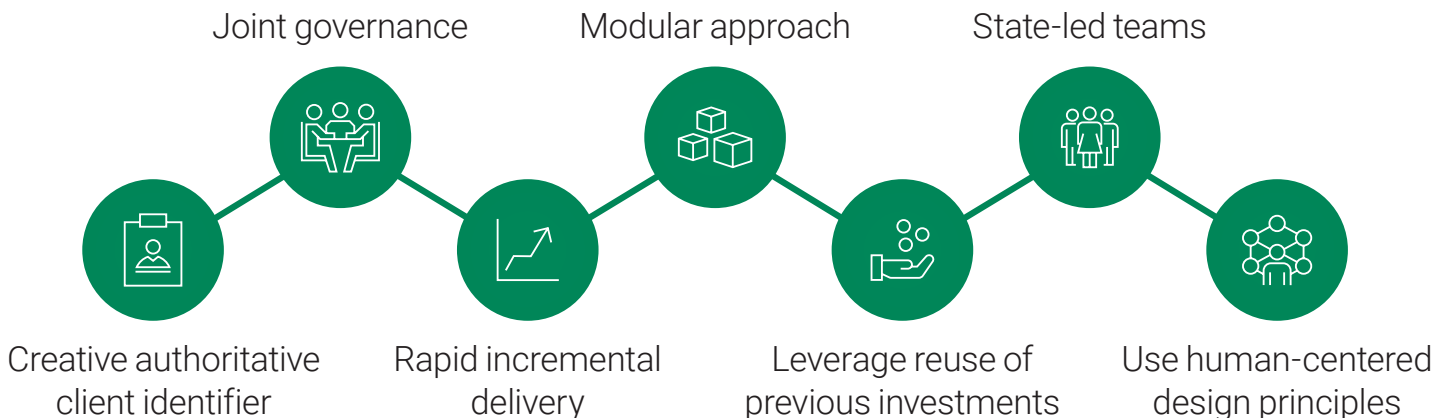 Joint governance
Modular approach
State-led teams
Creative authoritative
client identifier
Rapid incremental
delivery
Leverage reuse of
previous investments
Use human-centered
design principles